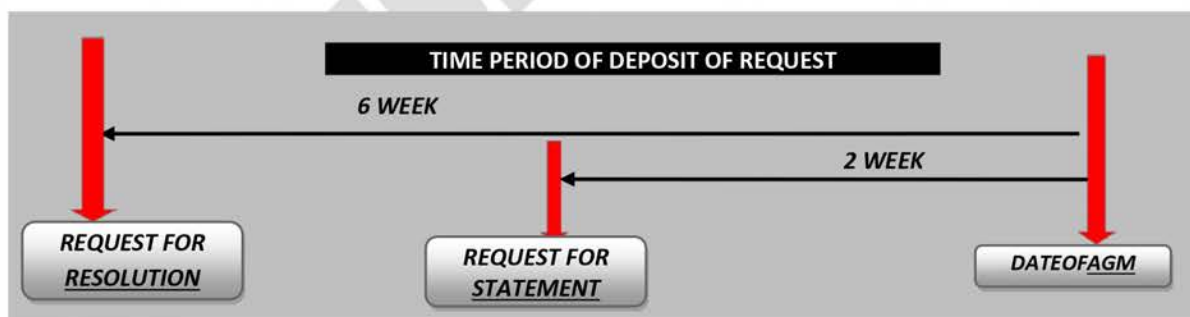 TIME PERIOD OF DEPOSIT OF REQUEST
6 WEEK
2 WEEK
REQUEST FOR
RESOLUTION
REQUEST FOR
STATEMENT
DATEOFAGM